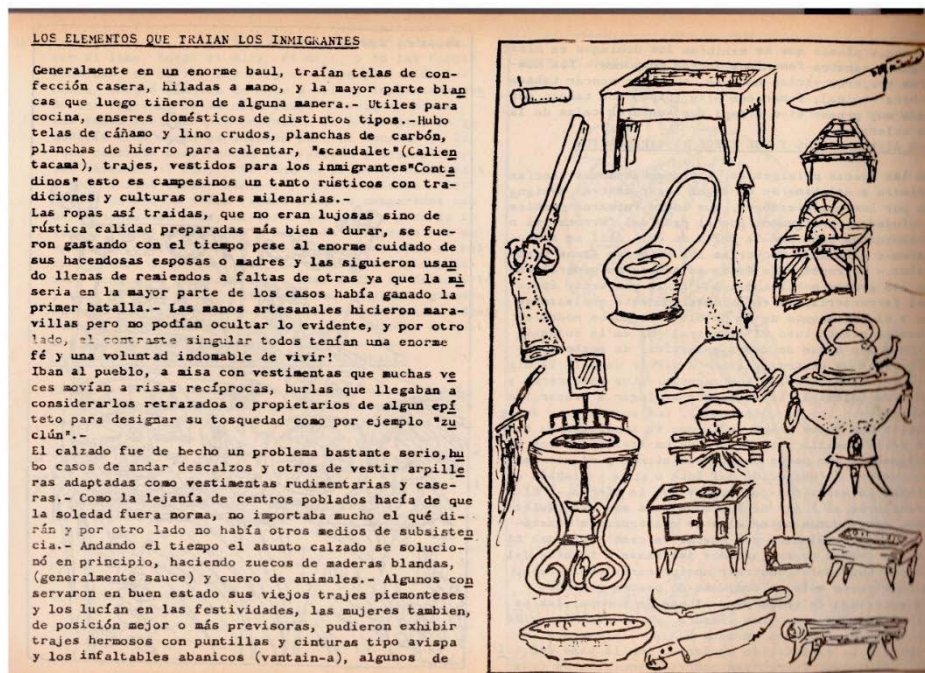 LOS ELEMENTOS QUE TRAIAN LOS INMIGRANTES
Generalmente en un enorme baul, traían telas de con-
fección casera, hiladas a mano, y la mayor parte blan
cas que luego tiñeron de alguna manera.- Utiles para
cocina, enseres domésticos de distintos tipos.-Hubo
telas de cáñamo y lino crudos, planchas de carbón,
planchas de hierro para calentar, "scaudalet"(Calien
tacama), trajes, vestidos para los inmigrantes"Conta
dinos" esto es campesinos un tanto rústicos con tra-
diciones y culturas orales milenarias.-
Las ropas así traidas, que no eran lujosas sino de
rústica calidad preparadas más bien a durar, se fue-
ron gastando con el tiempo pese al enorme cuidado de
sus hacendosas esposas o madres y las siguieron usan
do llenas de remiendos a faltas de otras ya que la mi
seria en la mayor parte de los casos había ganado la
primer batalla.- Las manos artesanales hicieron mara-
villas pero no podían ocultar lo evidente, y por otro
lado, el contraste singular todos tenían una enorme
fé y una voluntad indomable de vivir!
Iban al pueblo, a misa con vestimentas que muchas ve
ces movían a risas recíprocas, burlas que llegaban a
considerarlos retrazados o propietarios de algun epí
teto para designar su tosquedad como por ejemplo "zu
clún".-
El calzado fue de hecho un problema bastante serio,hu
bo casos de andar descalzos y otros de vestir arpille
ras adaptadas como vestimentas rudimentarias y case-
ras.- Como la lejanía de centros poblados hacía de que
la soledad fuera norma, no importaba mucho el qué di-
rán y por otro lado no había otros medios de subsisten
cia.- Andando el tiempo el asunto calzado se solucio-
nó en principio, haciendo zuecos de maderas blandas,
(generalmente sauce) y cuero de animales.- Algunos con
servaron en buen estado sus viejos trajes piemonteses
y los lucían en las festividades, las mujeres tambien,
de posición mejor o más previsoras, pudieron exhibir
trajes hermosos con puntillas y cinturas tipo avispa
y los infaltables abanicos (vantain-a), algunos de